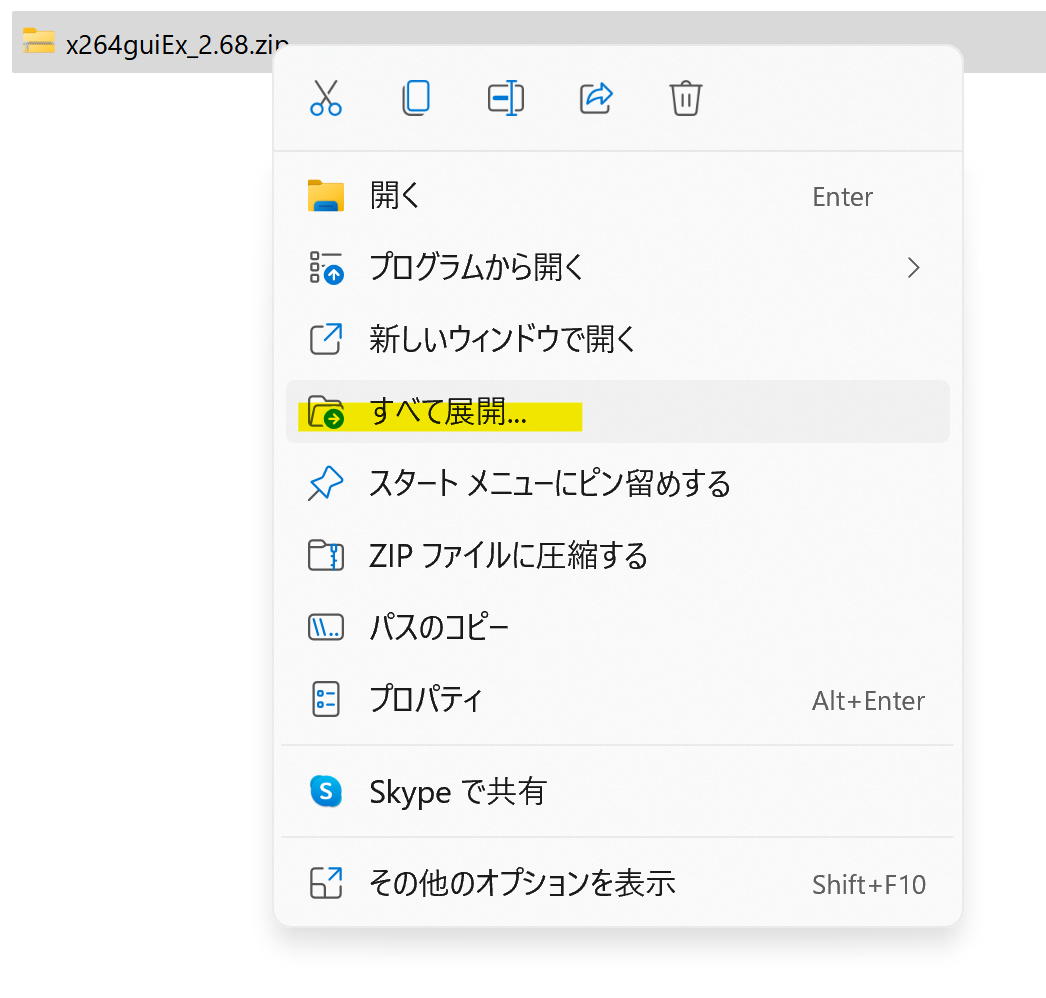 x264guiEx_2.68.zip
開く Enter
プログラムから開く
新しいウィンドウで開く
すべて展開...
スタート メニューにピン留めする
ZIP ファイルに圧縮する
パスのコピー
プロパティ Alt+Enter
Skype で共有
その他のオプションを表示 Shift+F10